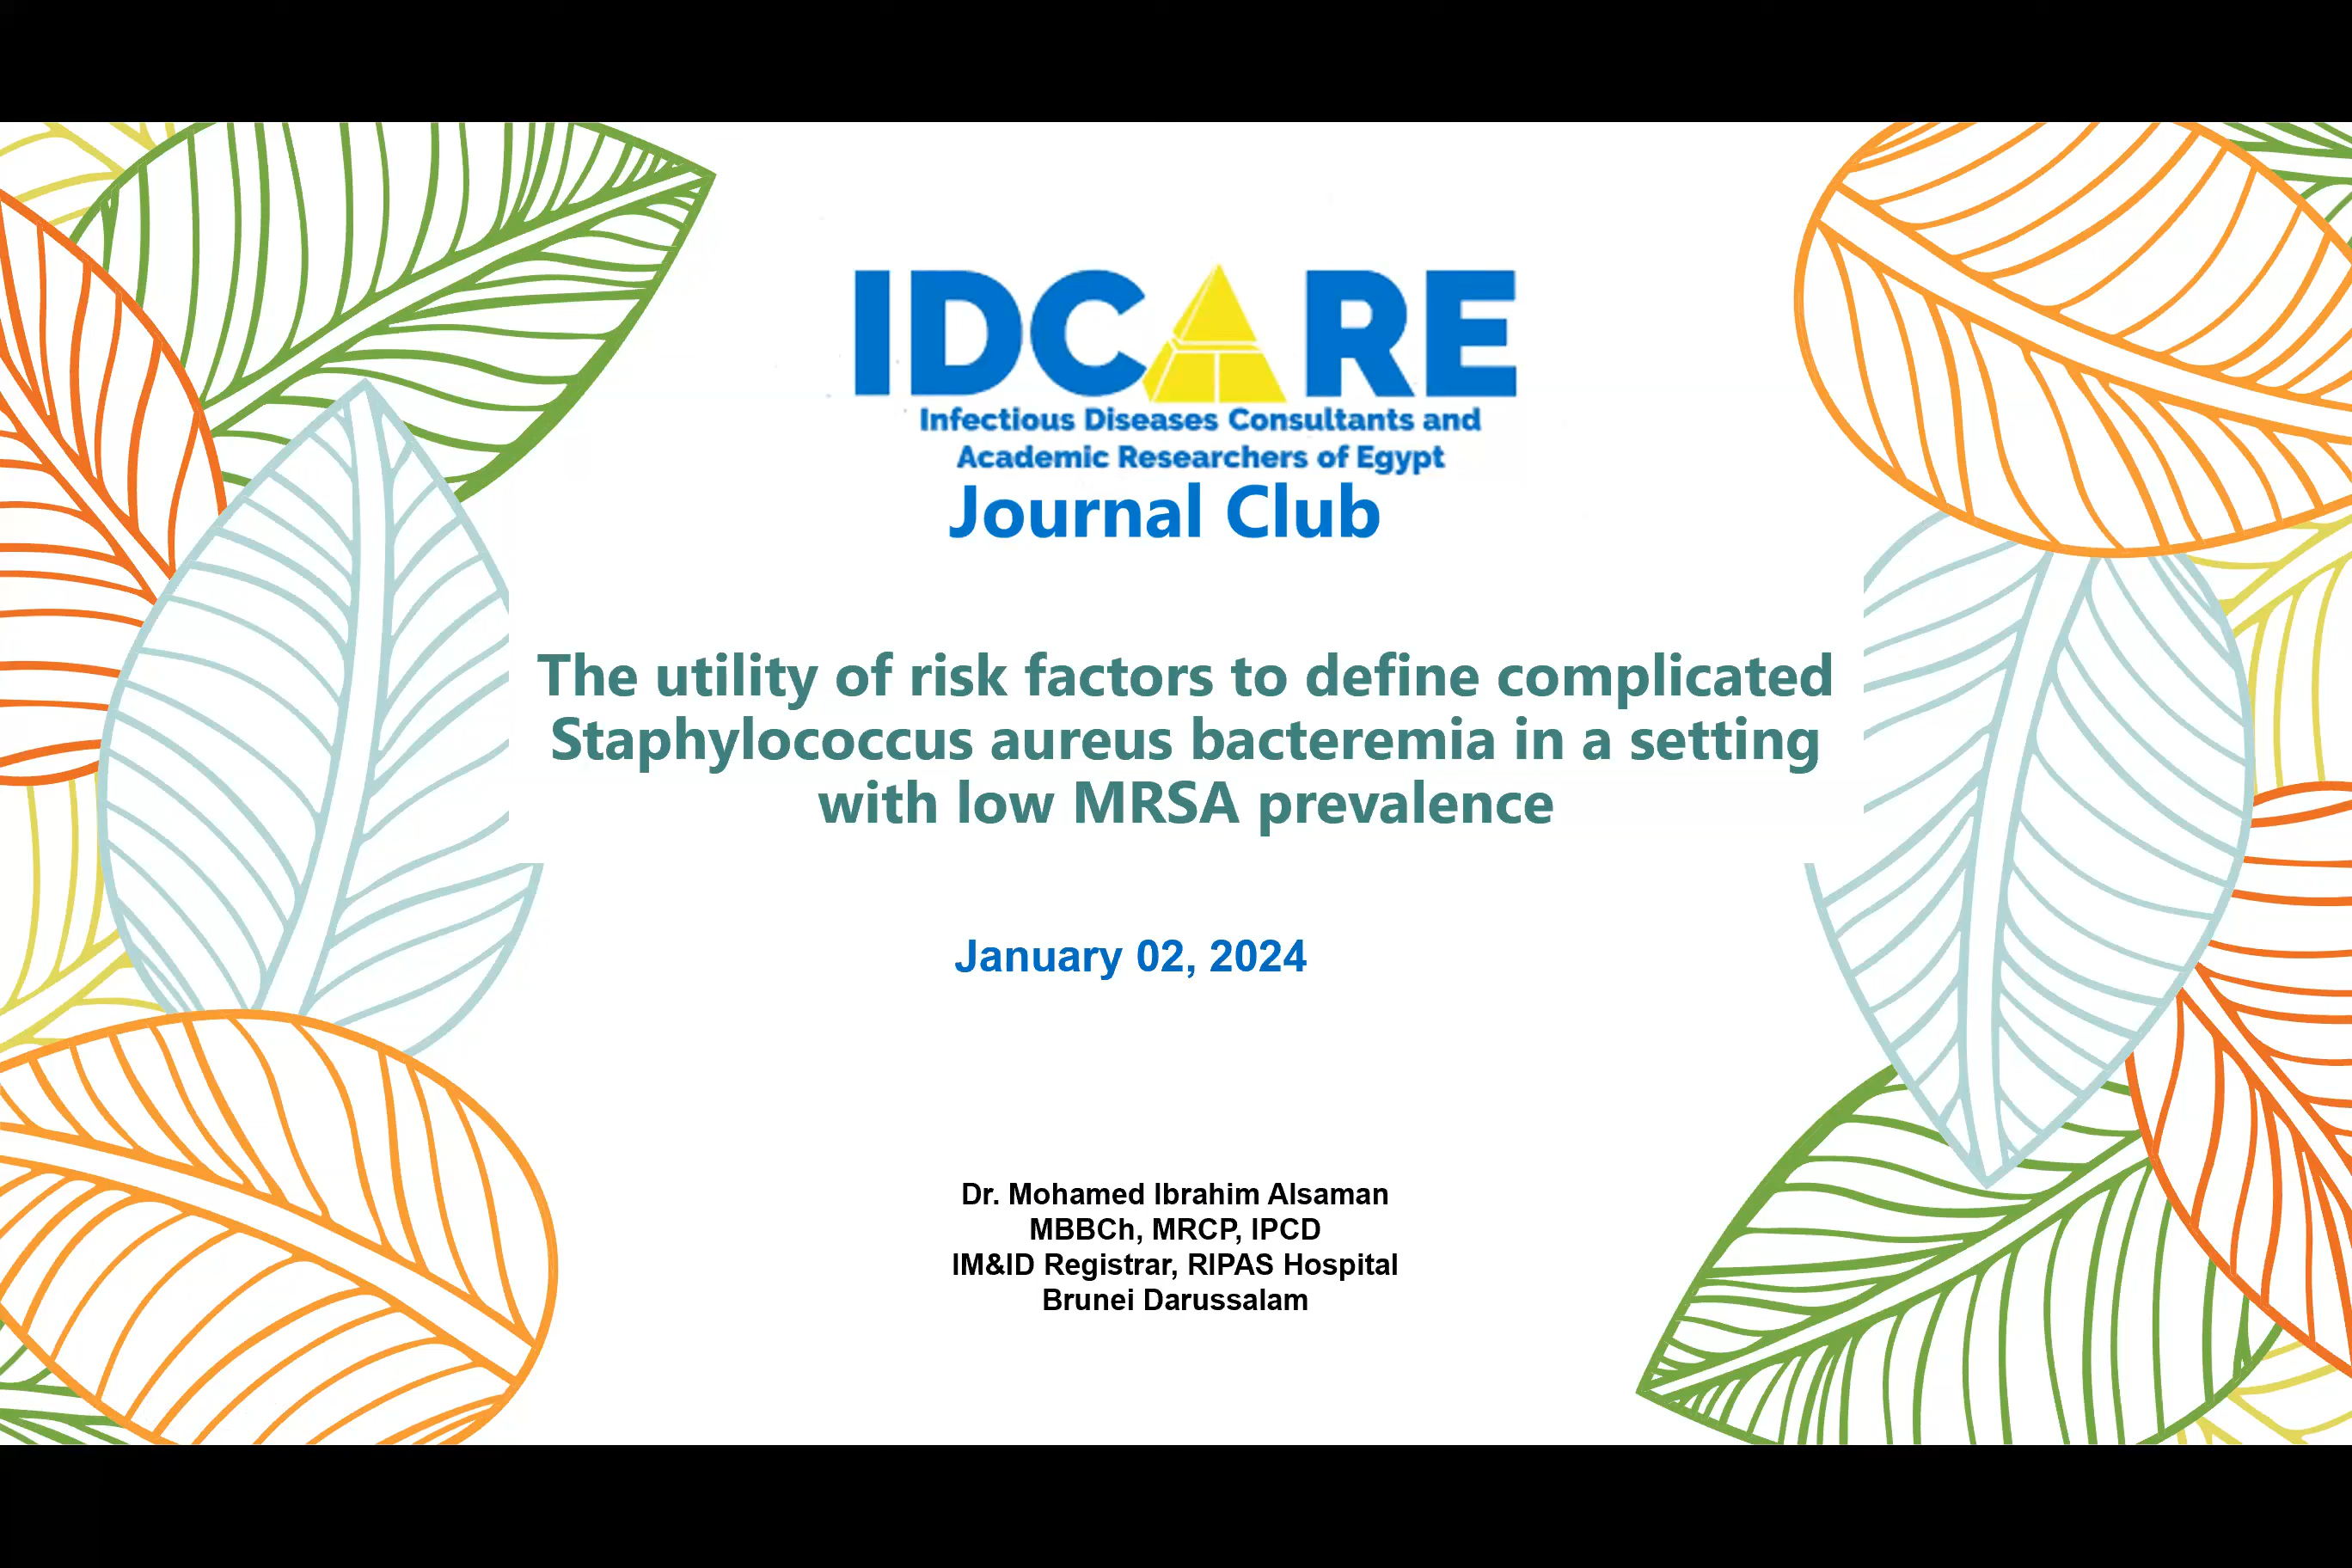 IDCARE
Infectious Diseases Consultants and
Academic Researchers of Egypt
Journal Club
The utility of risk factors to define complicated
Staphylococcus aureus bacteremia in a setting
with low MRSA prevalence
January 02, 2024
Dr. Mohamed Ibrahim Alsaman
MBBCh, MRCP, IPCD
IM&ID Registrar, RIPAS Hospital
Brunei Darussalam